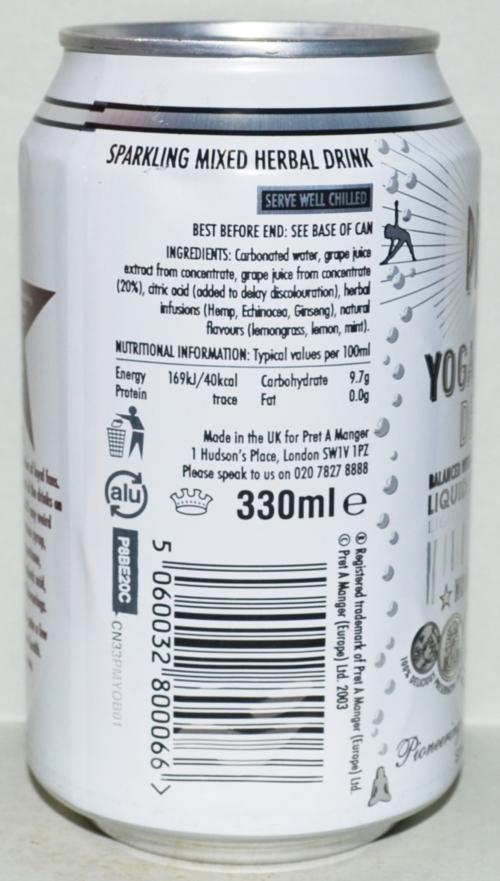 SPARKLING MIXED HERBAL DRINK
SERVE WELL CHILLED
BEST BEFORE END: SEE BASE OF CAN
INGREDIENTS: Carbonated water, grape juice
extract from concentrate, grape juice from concentrate
(20%), citric acid (added to delay discolouration), herbal
infusions (Hemp, Echinacea, Ginseng), natural
flavours (lemongrass, lemon, mint).
NUTRITIONAL INFORMATION: Typical values per 100ml
Energy 169kJ/40kcal Carbohydrate 9.7g
Protein trace Fat 0.0g
Made in the UK for Pret A Manger
1 Hudson's Place, London SW1V 1PZ
Please speak to us on 020 7827 8888
alu
330ml e
P8BE20C
CN33PMYOB01
5 060032 800066 >
® Registered trademark of Pret A Manger (Europe) Ltd.
© Pret A Manger (Europe) Ltd. 2003
YOG
BALANCED
LIQUID
100% DELICIOUS
Pioneering